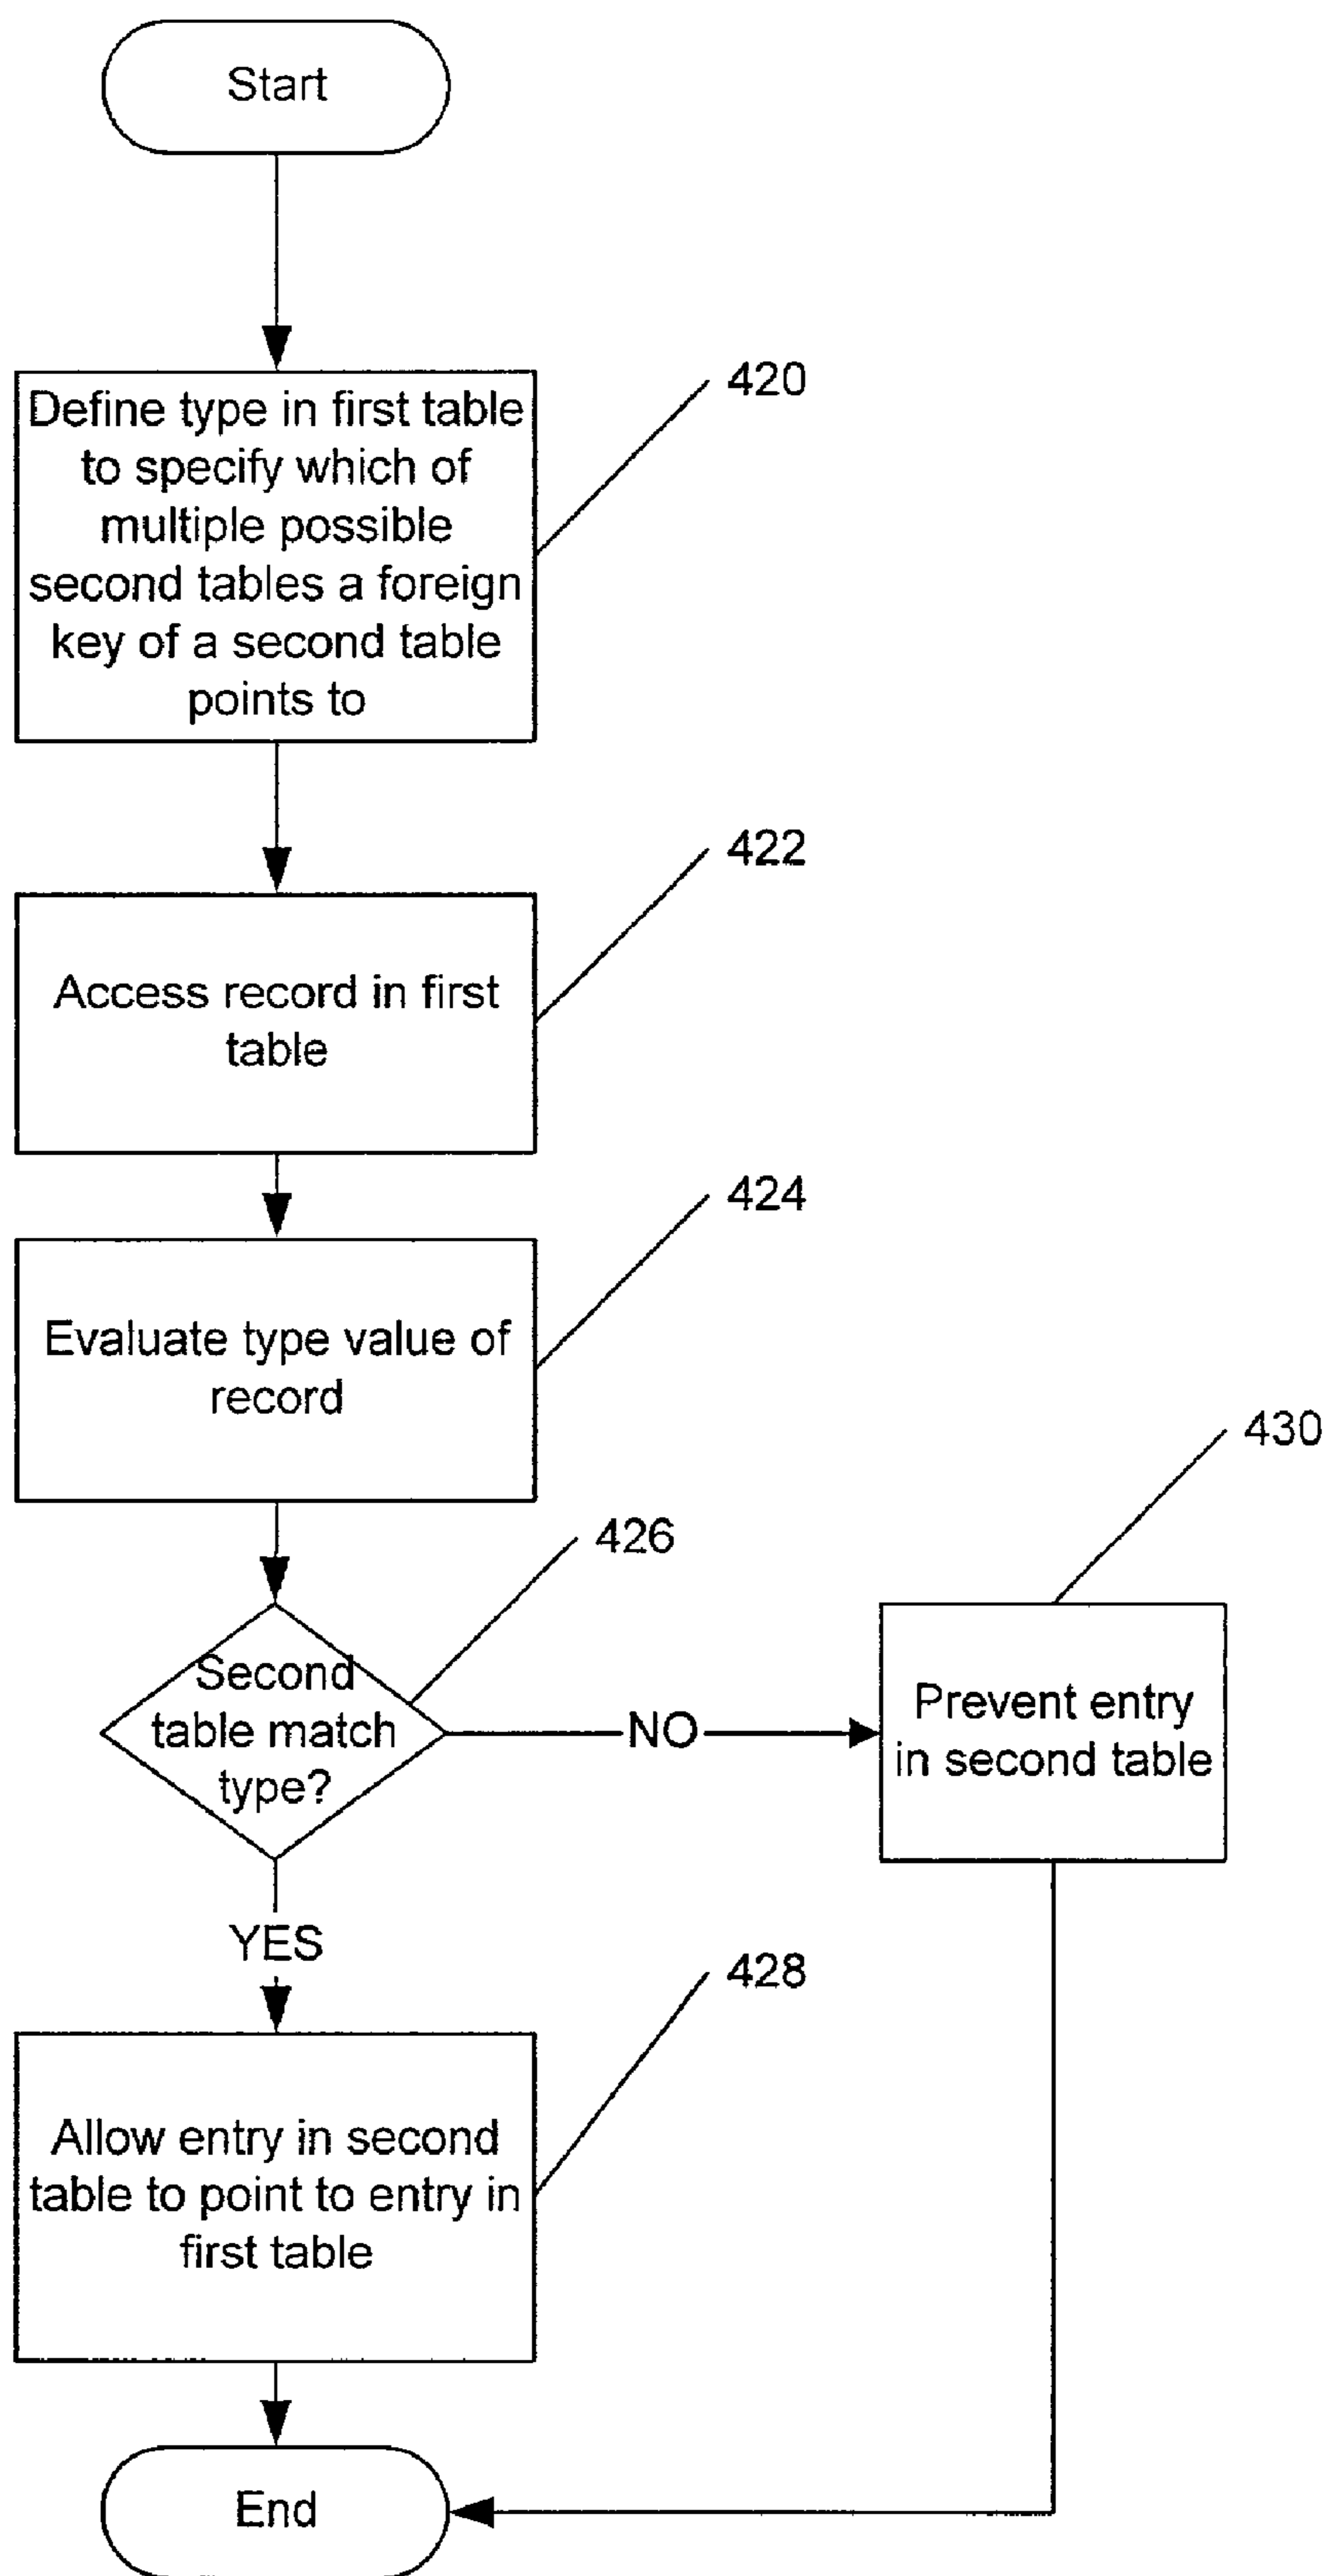 Start
Define type in first table
to specify which of
multiple possible
second tables a foreign
key of a second table
points to
420
Access record in first
table
422
Evaluate type value of
record
424
Second
table match
type?
426
NO
Prevent entry
in second table
430
YES
Allow entry in second
table to point to entry in
first table
428
End